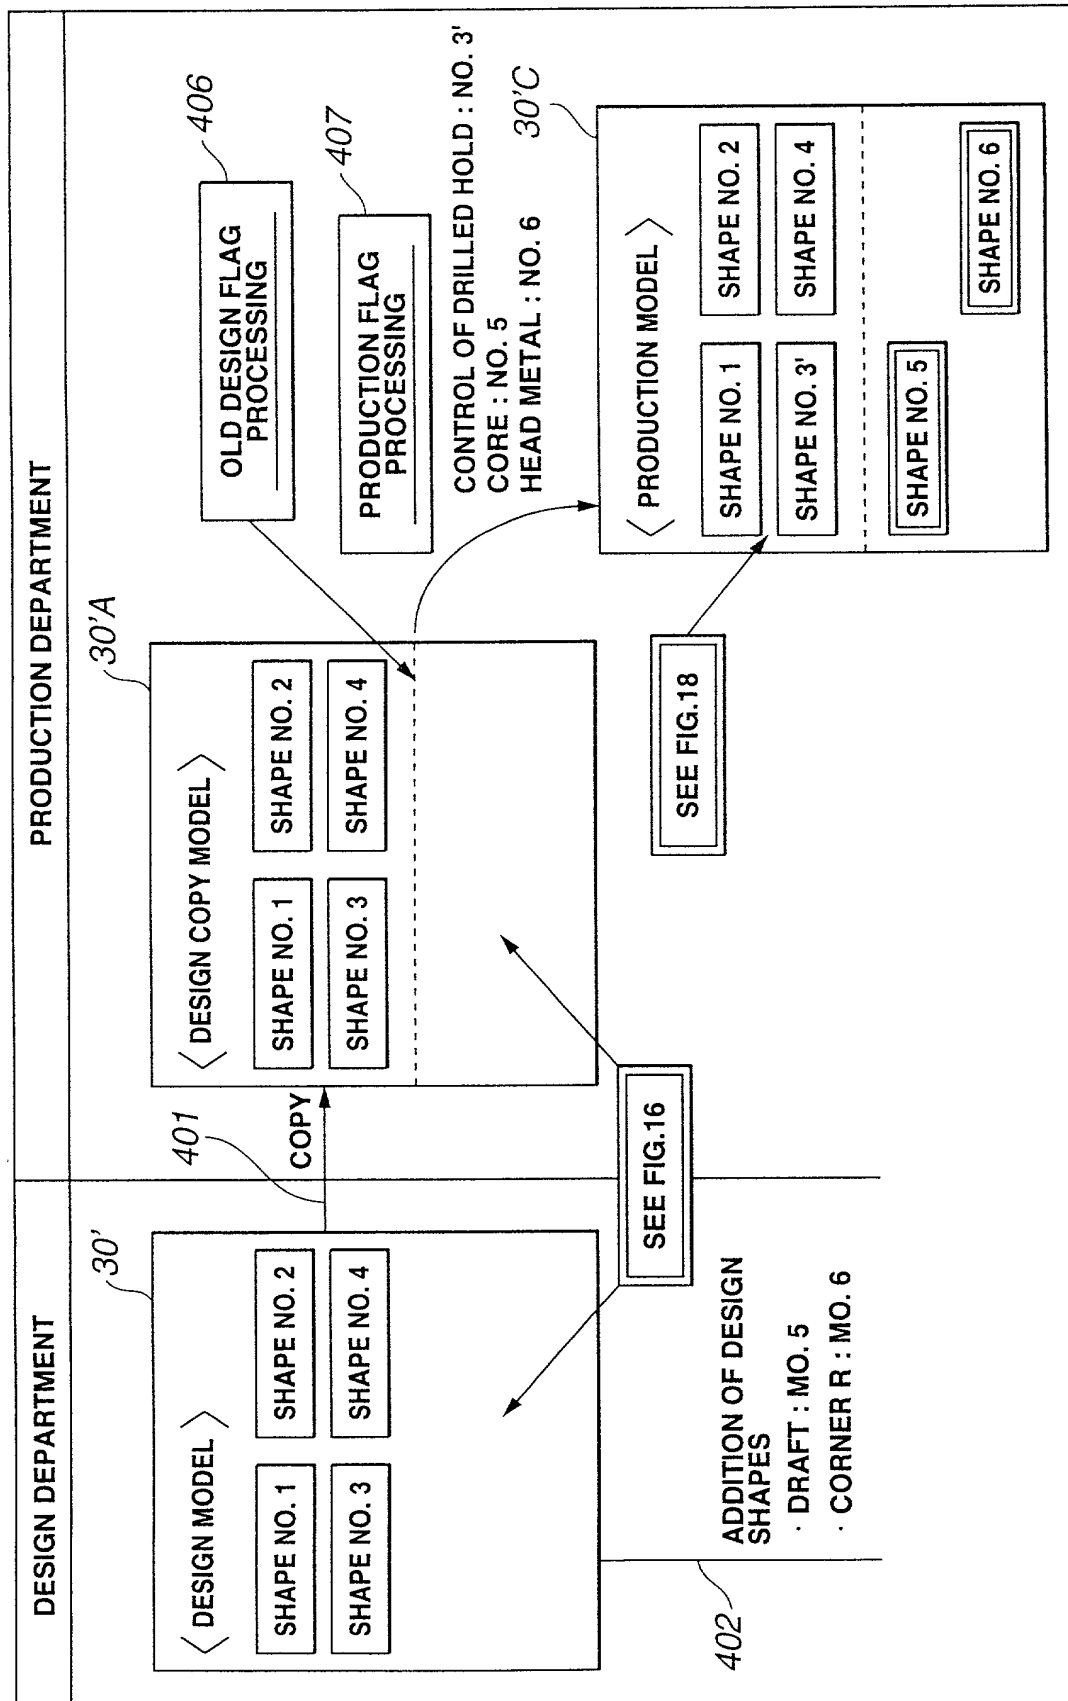 DESIGN DEPARTMENT
PRODUCTION DEPARTMENT
30'
<DESIGN MODEL>
SHAPE NO. 1
SHAPE NO. 2
SHAPE NO. 3
SHAPE NO. 4
401
COPY
30'A
<DESIGN COPY MODEL>
SHAPE NO. 1
SHAPE NO. 2
SHAPE NO. 3
SHAPE NO. 4
406
OLD DESIGN FLAG
PROCESSING
407
PRODUCTION FLAG
PROCESSING
CONTROL OF DRILLED HOLD : NO. 3'
CORE : NO. 5
HEAD METAL : NO. 6
30'C
<PRODUCTION MODEL>
SHAPE NO. 1
SHAPE NO. 2
SHAPE NO. 3'
SHAPE NO. 4
SHAPE NO. 5
SHAPE NO. 6
SEE FIG.16
SEE FIG.18
402
ADDITION OF DESIGN
SHAPES
· DRAFT : MO. 5
· CORNER R : MO. 6